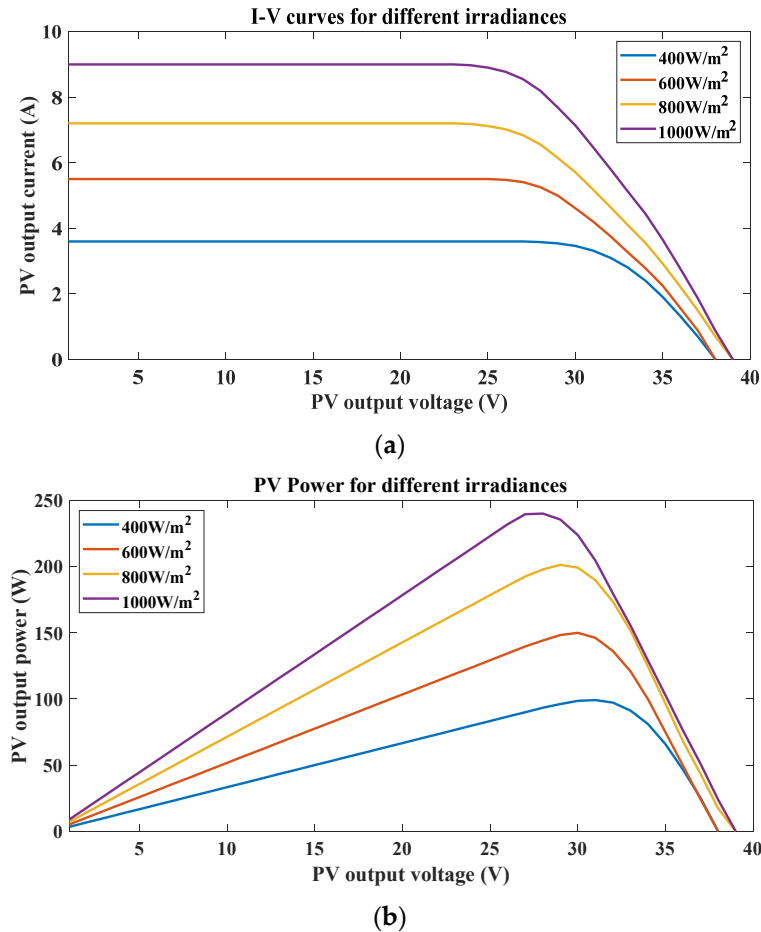 I-V curves for different irradiances
10
8
6
4
2
0
PV output current (A)
400W/m²
600W/m²
800W/m²
1000W/m²
5 10 15 20 25 30 35 40
PV output voltage (V)
(a)
PV Power for different irradiances
250
200
150
100
50
0
PV output power (W)
400W/m²
600W/m²
800W/m²
1000W/m²
5 10 15 20 25 30 35 40
PV output voltage (V)
(b)